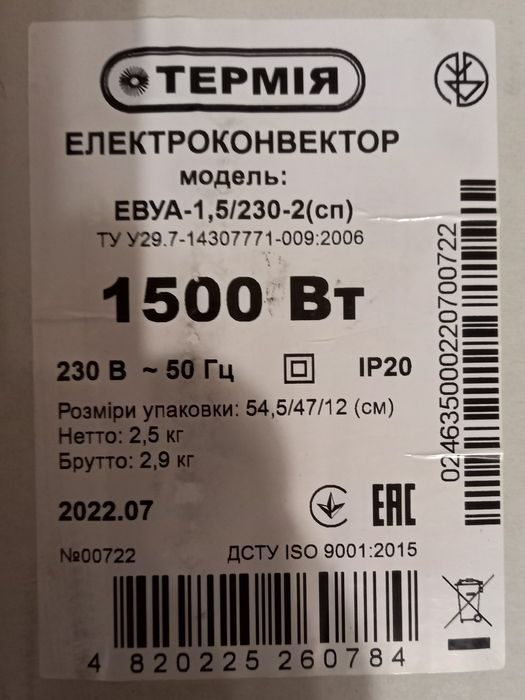 ТЕРМІЯ
ЕЛЕКТРОКОНВЕКТОР
модель:
ЕВУА-1,5/230-2(сп)
ТУ У29.7-14307771-009:2006
1500 Вт
230 В ~ 50 Гц IP20
Розміри упаковки: 54,5/47/12 (см)
Нетто: 2,5 кг
Брутто: 2,9 кг
2022.07 EAC
№00722 ДСТУ ISO 9001:2015
4 820225 260784
02463500022070072​2